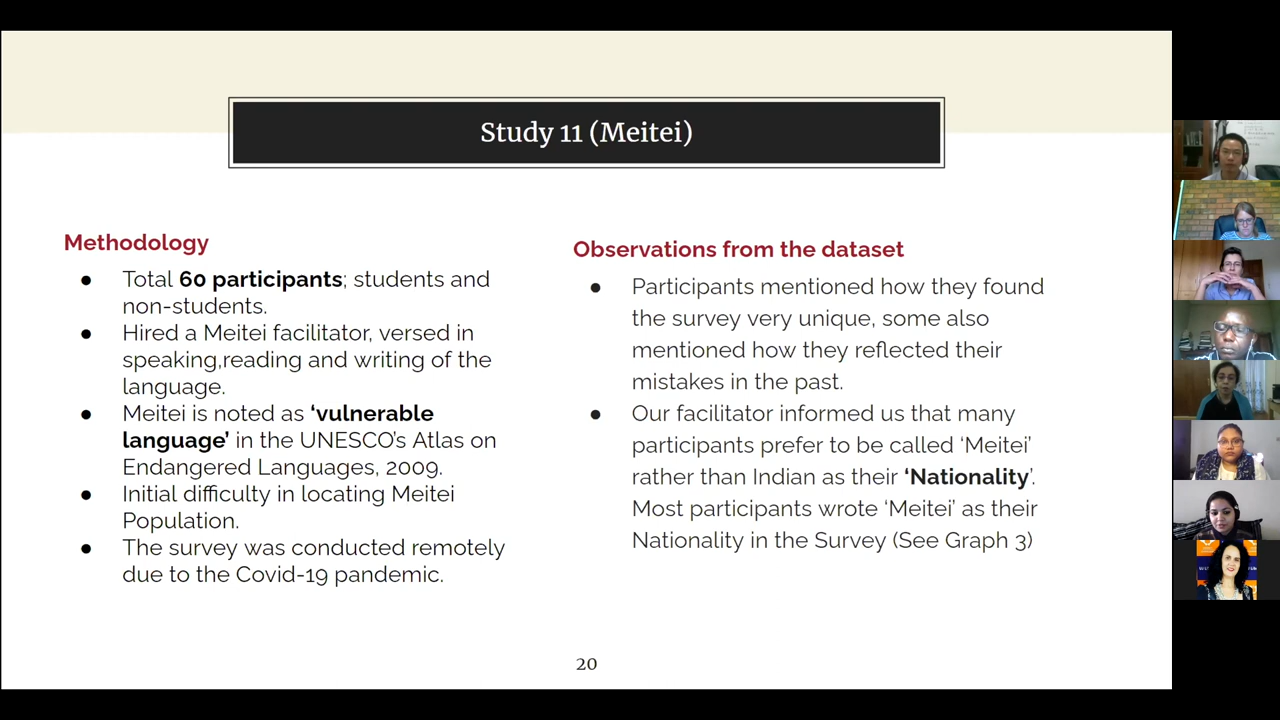 Study 11 (Meitei)
Methodology
● Total 60 participants; students and
non-students.
● Hired a Meitei facilitator, versed in
speaking,reading and writing of the
language.
● Meitei is noted as ‘vulnerable
language’ in the UNESCO’s Atlas on
Endangered Languages, 2009.
● Initial difficulty in locating Meitei
Population.
● The survey was conducted remotely
due to the Covid-19 pandemic.
Observations from the dataset
● Participants mentioned how they found
the survey very unique, some also
mentioned how they reflected their
mistakes in the past.
● Our facilitator informed us that many
participants prefer to be called ‘Meitei’
rather than Indian as their ‘Nationality’.
Most participants wrote ‘Meitei’ as their
Nationality in the Survey (See Graph 3)
20